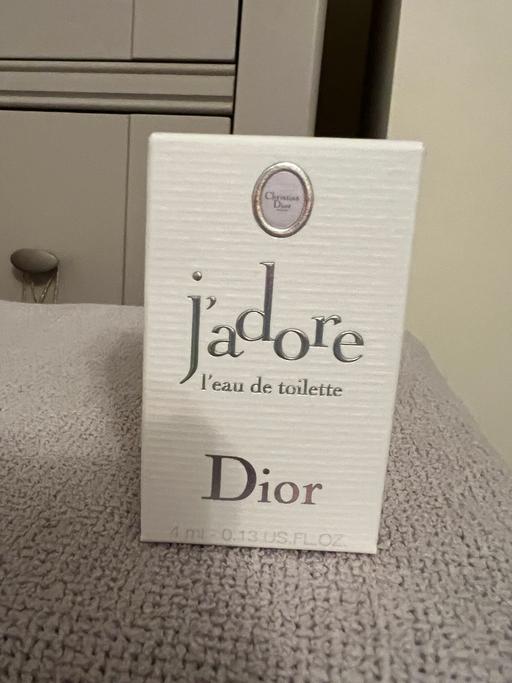 Christian
Dior
j'adore
l'eau de toilette
Dior
4 ml - 0.13 US.FL.OZ.